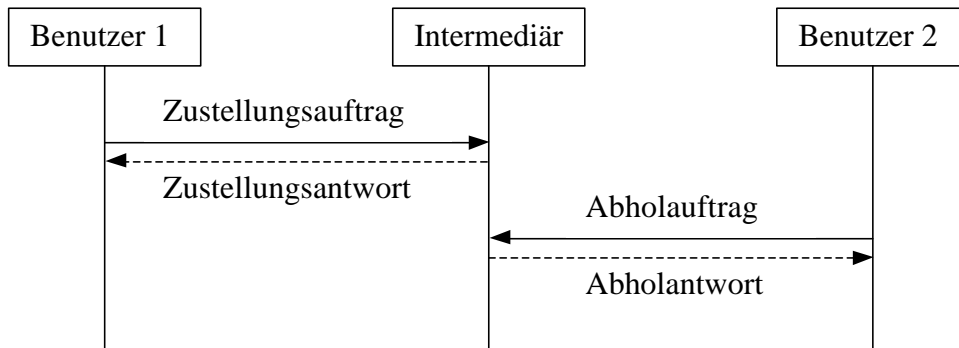 Benutzer 1
Intermediär
Benutzer 2
Zustellungsauftrag
Zustellungsantwort
Abholauftrag
Abholantwort